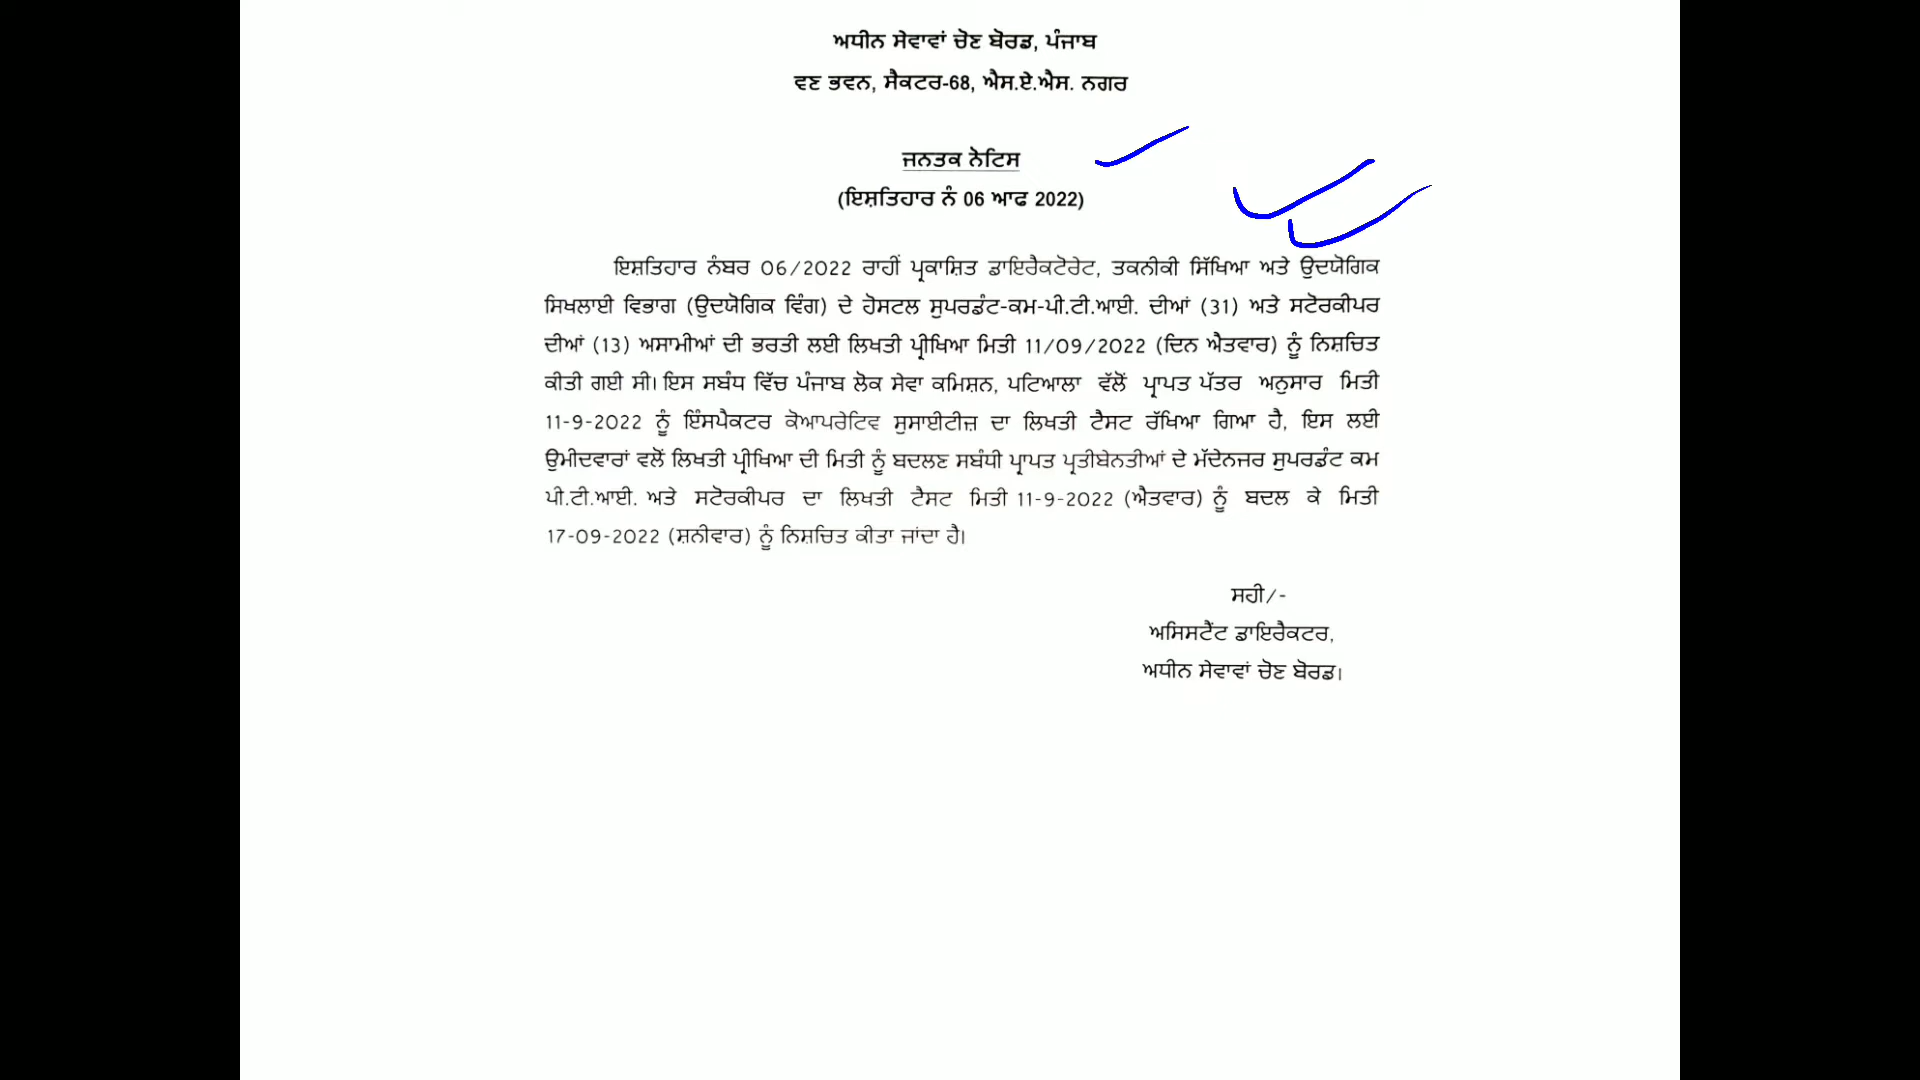 ਅਧੀਨ ਸੇਵਾਵਾਂ ਚੋਣ ਬੋਰਡ, ਪੰਜਾਬ
ਵਣ ਭਵਨ, ਸੈਕਟਰ-68, ਐਸ.ਏ.ਐਸ. ਨਗਰ
ਜਨਤਕ ਨੋਟਿਸ
(ਇਸ਼ਤਿਹਾਰ ਨੰ 06 ਆਫ 2022)
ਇਸ਼ਤਿਹਾਰ ਨੰਬਰ 06/2022 ਰਾਹੀਂ ਪ੍ਰਕਾਸ਼ਿਤ ਡਾਇਰੈਕਟੋਰੇਟ, ਤਕਨੀਕੀ ਸਿੱਖਿਆ ਅਤੇ ਉਦਯੋਗਿਕ
ਸਿਖਲਾਈ ਵਿਭਾਗ (ਉਦਯੋਗਿਕ ਵਿੰਗ) ਦੇ ਹੋਸਟਲ ਸੁਪਰਡੰਟ-ਕਮ-ਪੀ.ਟੀ.ਆਈ. ਦੀਆਂ (31) ਅਤੇ ਸਟੋਰਕੀਪਰ
ਦੀਆਂ (13) ਅਸਾਮੀਆਂ ਦੀ ਭਰਤੀ ਲਈ ਲਿਖਤੀ ਪ੍ਰੀਖਿਆ ਮਿਤੀ 11/09/2022 (ਦਿਨ ਐਤਵਾਰ) ਨੂੰ ਨਿਸ਼ਚਿਤ
ਕੀਤੀ ਗਈ ਸੀ। ਇਸ ਸਬੰਧ ਵਿੱਚ ਪੰਜਾਬ ਲੋਕ ਸੇਵਾ ਕਮਿਸ਼ਨ, ਪਟਿਆਲਾ ਵੱਲੋਂ ਪ੍ਰਾਪਤ ਪੱਤਰ ਅਨੁਸਾਰ ਮਿਤੀ
11-9-2022 ਨੂੰ ਇੰਸਪੈਕਟਰ ਕੋਆਪਰੇਟਿਵ ਸੁਸਾਈਟੀਜ਼ ਦਾ ਲਿਖਤੀ ਟੈਸਟ ਰੱਖਿਆ ਗਿਆ ਹੈ, ਇਸ ਲਈ
ਉਮੀਦਵਾਰਾਂ ਵਲੋਂ ਲਿਖਤੀ ਪ੍ਰੀਖਿਆ ਦੀ ਮਿਤੀ ਨੂੰ ਬਦਲਣ ਸਬੰਧੀ ਪ੍ਰਾਪਤ ਪ੍ਰਤੀਬੇਨਤੀਆਂ ਦੇ ਮੱਦੇਨਜਰ ਸੁਪਰਡੰਟ ਕਮ
ਪੀ.ਟੀ.ਆਈ. ਅਤੇ ਸਟੋਰਕੀਪਰ ਦਾ ਲਿਖਤੀ ਟੈਸਟ ਮਿਤੀ 11-9-2022 (ਐਤਵਾਰ) ਨੂੰ ਬਦਲ ਕੇ ਮਿਤੀ
17-09-2022 (ਸ਼ਨੀਵਾਰ) ਨੂੰ ਨਿਸ਼ਚਿਤ ਕੀਤਾ ਜਾਂਦਾ ਹੈ।
ਸਹੀ/-
ਅਸਿਸਟੈਂਟ ਡਾਇਰੈਕਟਰ,
ਅਧੀਨ ਸੇਵਾਵਾਂ ਚੋਣ ਬੋਰਡ।